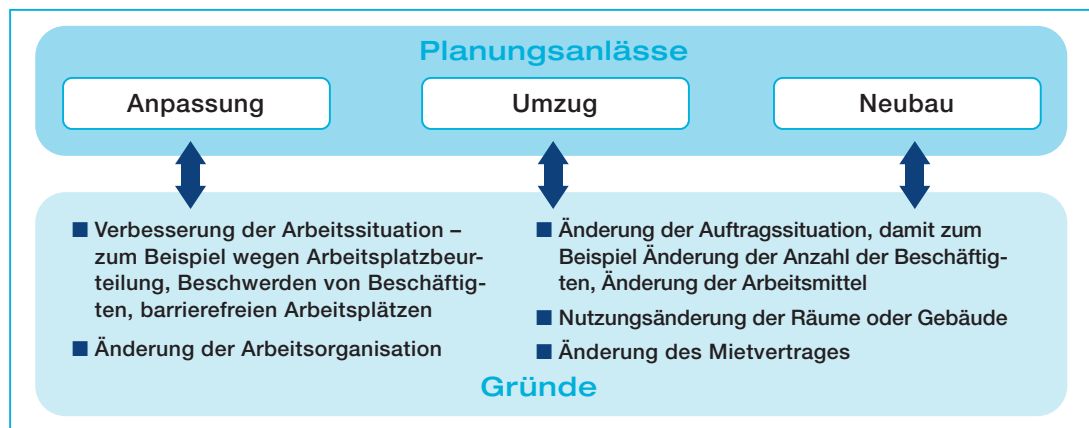 Planungsanlässe
Anpassung
Umzug
Neubau
■ Verbesserung der Arbeitssituation –
zum Beispiel wegen Arbeitsplatzbeur-
teilung, Beschwerden von Beschäftig-
ten, barrierefreien Arbeitsplätzen
■ Änderung der Arbeitsorganisation
■ Änderung der Auftragssituation, damit zum
Beispiel Änderung der Anzahl der Beschäftig-
ten, Änderung der Arbeitsmittel
■ Nutzungsänderung der Räume oder Gebäude
■ Änderung des Mietvertrages
Gründe